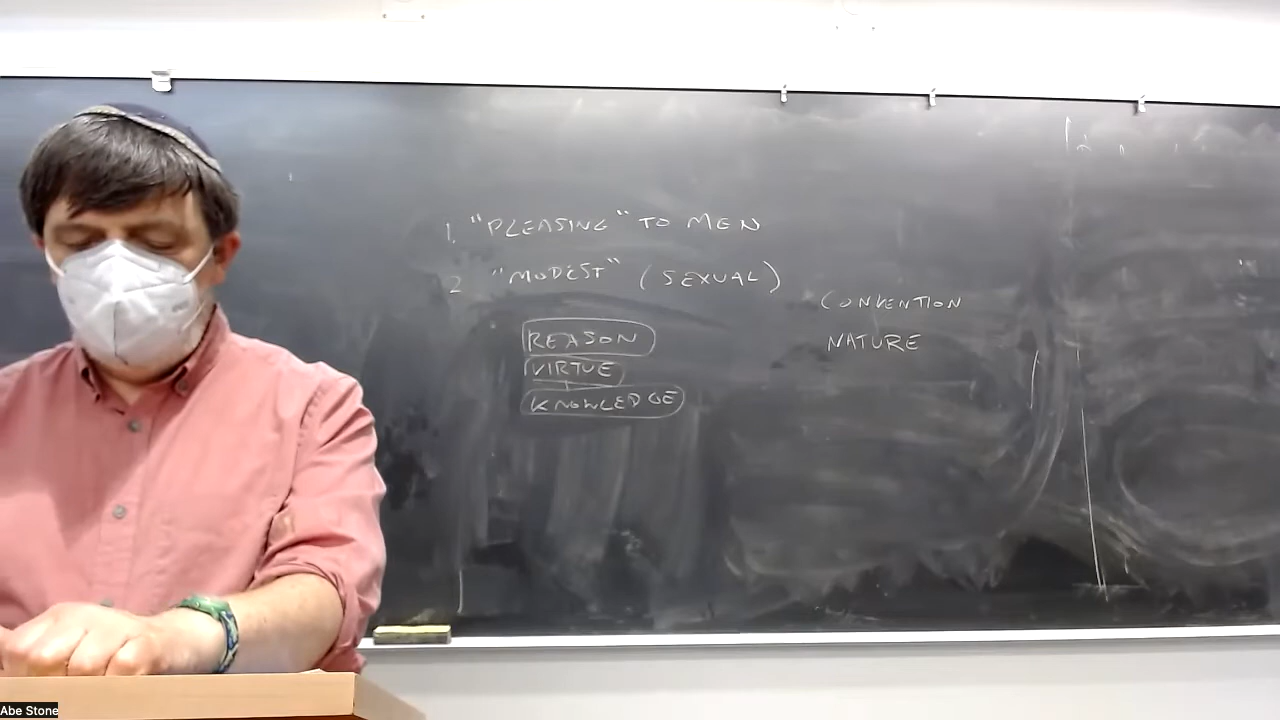 1. "PLEASING" TO MEN
2 "MODEST" (SEXUAL)
CONVENTION
REASON
NATURE
VIRTUE
KNOWLEDGE
Abe Stone